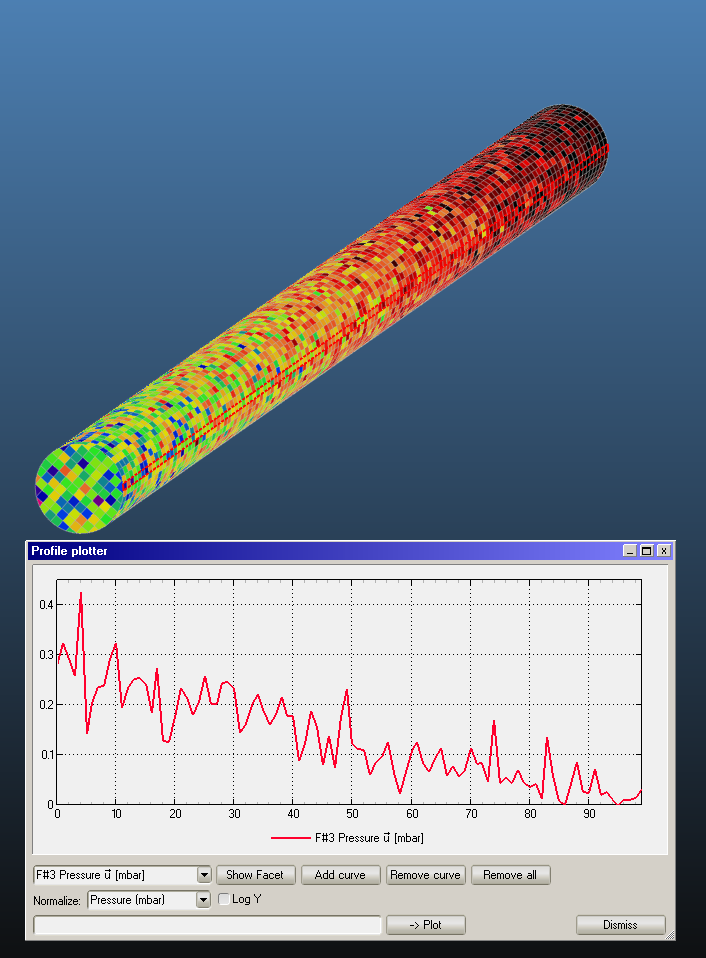 Profile plotter
0.4
0.3
0.2
0.1
0
0 10 20 30 40 50 60 70 80 90
F#3 Pressure u⃗ [mbar]
F#3 Pressure u⃗ [mbar] Show Facet Add curve Remove curve Remove all
Normalize: Pressure (mbar) Log Y
-> Plot Dismiss